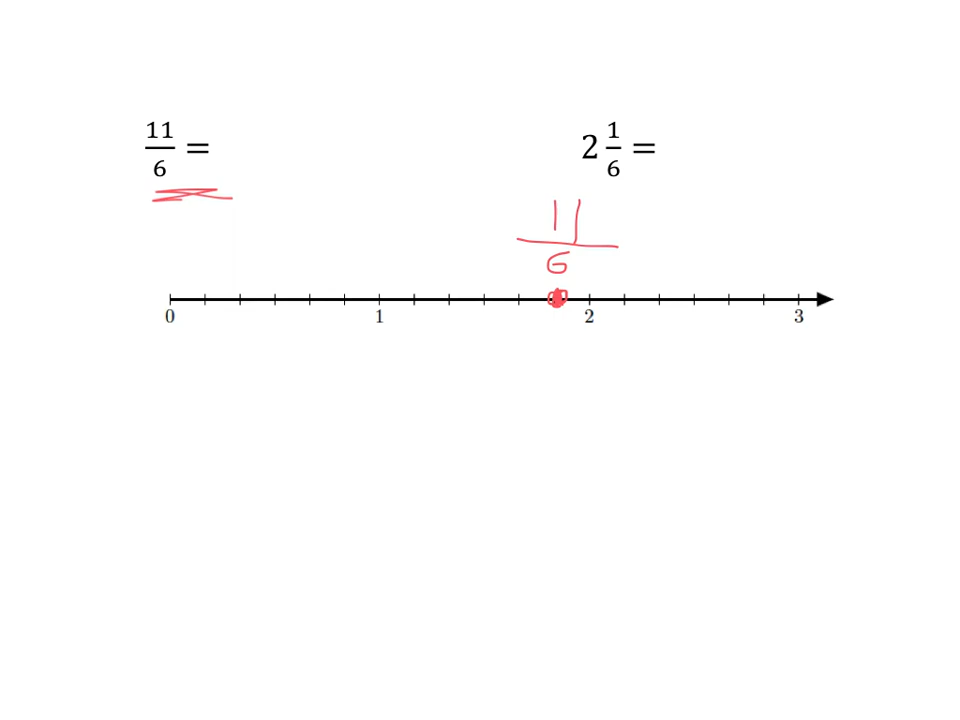 11/6 = 2 1/6 =
11/6
0 1 2 3